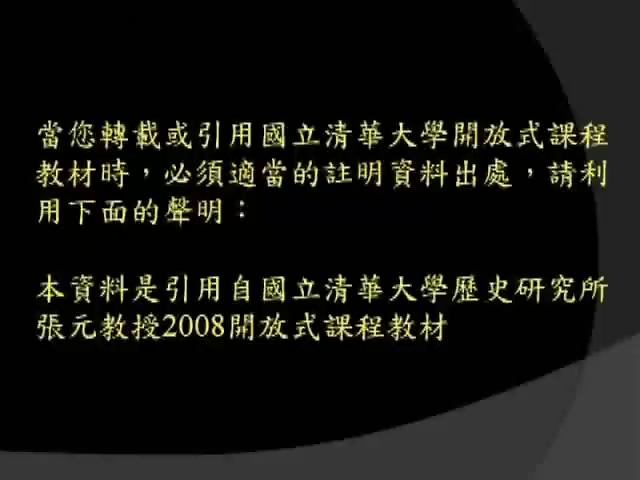 當您轉載或引用國立清華大學開放式課程
教材時，必須適當的註明資料出處，請利
用下面的聲明：
本資料是引用自國立清華大學歷史研究所
張元教授2008開放式課程教材